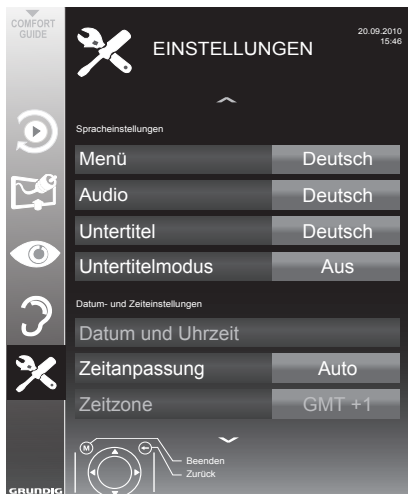 COMFORT
GUIDE
EINSTELLUNGEN
20.09.2010
15:46
Spracheinstellungen
Menü Deutsch
Audio Deutsch
Untertitel Deutsch
Untertitelmodus Aus
Datum- und Zeiteinstellungen
Datum und Uhrzeit
Zeitanpassung Auto
Zeitzone GMT +1
M
Beenden
Zurück
GRUNDIG